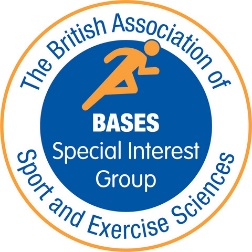 The British Association of
BASES
Special Interest
Group
Sport and Exercise Sciences